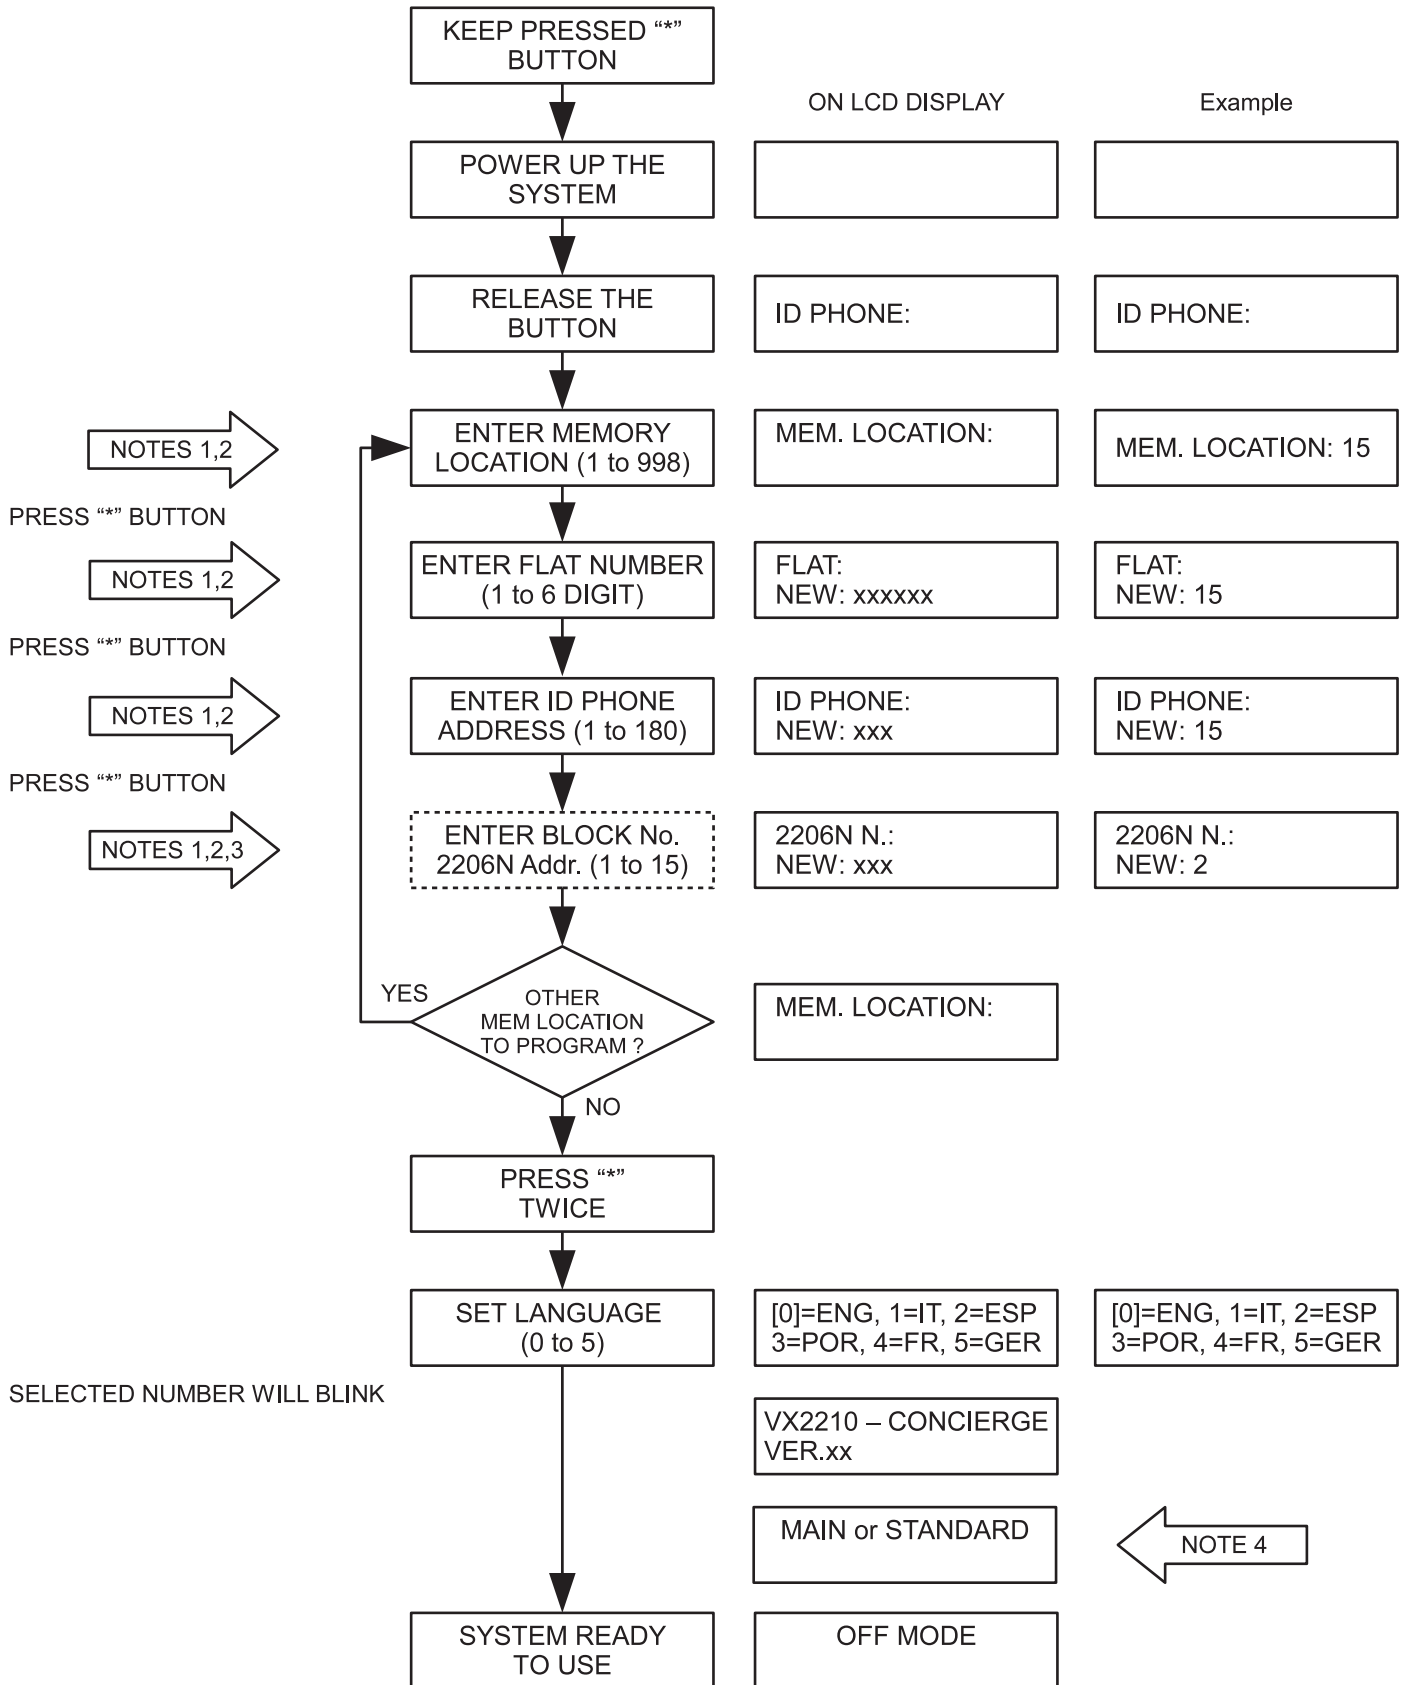 KEEP PRESSED “*”
BUTTON
ON LCD DISPLAY
Example
POWER UP THE
SYSTEM
RELEASE THE
BUTTON
ID PHONE:
ID PHONE:
NOTES 1,2
ENTER MEMORY
LOCATION (1 to 998)
MEM. LOCATION:
MEM. LOCATION: 15
PRESS “*” BUTTON
NOTES 1,2
ENTER FLAT NUMBER
(1 to 6 DIGIT)
FLAT:
NEW: xxxxxx
FLAT:
NEW: 15
PRESS “*” BUTTON
NOTES 1,2
ENTER ID PHONE
ADDRESS (1 to 180)
ID PHONE:
NEW: xxx
ID PHONE:
NEW: 15
PRESS “*” BUTTON
NOTES 1,2,3
ENTER BLOCK No.
2206N Addr. (1 to 15)
2206N N.:
NEW: xxx
2206N N.:
NEW: 2
YES
OTHER
MEM LOCATION
TO PROGRAM ?
MEM. LOCATION:
NO
PRESS “*”
TWICE
SET LANGUAGE
(0 to 5)
[0]=ENG, 1=IT, 2=ESP
3=POR, 4=FR, 5=GER
[0]=ENG, 1=IT, 2=ESP
3=POR, 4=FR, 5=GER
SELECTED NUMBER WILL BLINK
VX2210 – CONCIERGE
VER.xx
MAIN or STANDARD
NOTE 4
SYSTEM READY
TO USE
OFF MODE